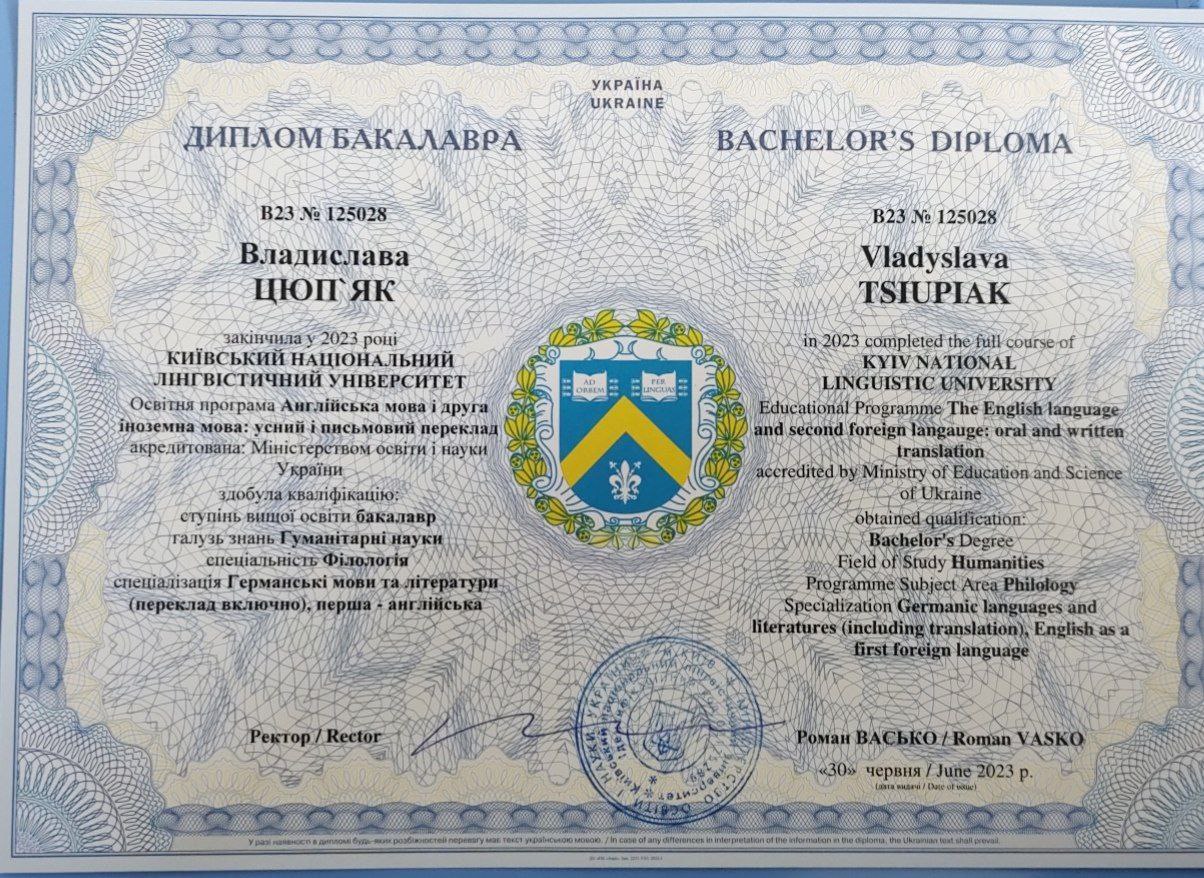 УКРАЇНА
UKRAINE
ДИПЛОМ БАКАЛАВРА
В23 № 125028
Владислава
ЦЮП`ЯК
закінчила у 2023 році
КИЇВСЬКИЙ НАЦІОНАЛЬНИЙ
ЛІНГВІСТИЧНИЙ УНІВЕРСИТЕТ
Освітня програма Англійська мова і друга
іноземна мова: усний і письмовий переклад
акредитована: Міністерством освіти і науки
України
здобула кваліфікацію:
ступінь вищої освіти бакалавр
галузь знань Гуманітарні науки
спеціальність Філологія
спеціалізація Германські мови та літератури
(переклад включно), перша - англійська
AD
ORBEM
PER
LINGUAS
BACHELOR'S DIPLOMA
B23 № 125028
Vladyslava
TSIUPIAK
in 2023 completed the full course of
KYIV NATIONAL
LINGUISTIC UNIVERSITY
Educational Programme The English language
and second foreign langauge: oral and written
translation
accredited by Ministry of Education and Science
of Ukraine
obtained qualification:
Bachelor's Degree
Field of Study Humanities
Programme Subject Area Philology
Specialization Germanic languages and
literatures (including translation), English as a
first foreign language
Ректор / Rector
Роман ВАСЬКО / Roman VASKO
«30» червня / June 2023 р.
(дата видачі / Date of issue)
У разі наявності в дипломі будь-яких розбіжностей перевагу має текст українською мовою. / In case of any differences in interpretation of the information in the diploma, the Ukrainian text shall prevail.